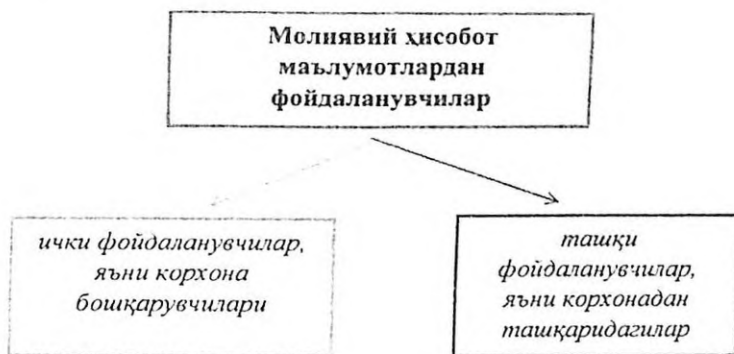 Молиявий ҳисобот
маълумотлардан
фойдаланувчилар
ички фойдаланувчилар,
яъни корхона
бошқарувчилари
ташқи
фойдаланувчилар,
яъни корхонадан
ташқаридагилар